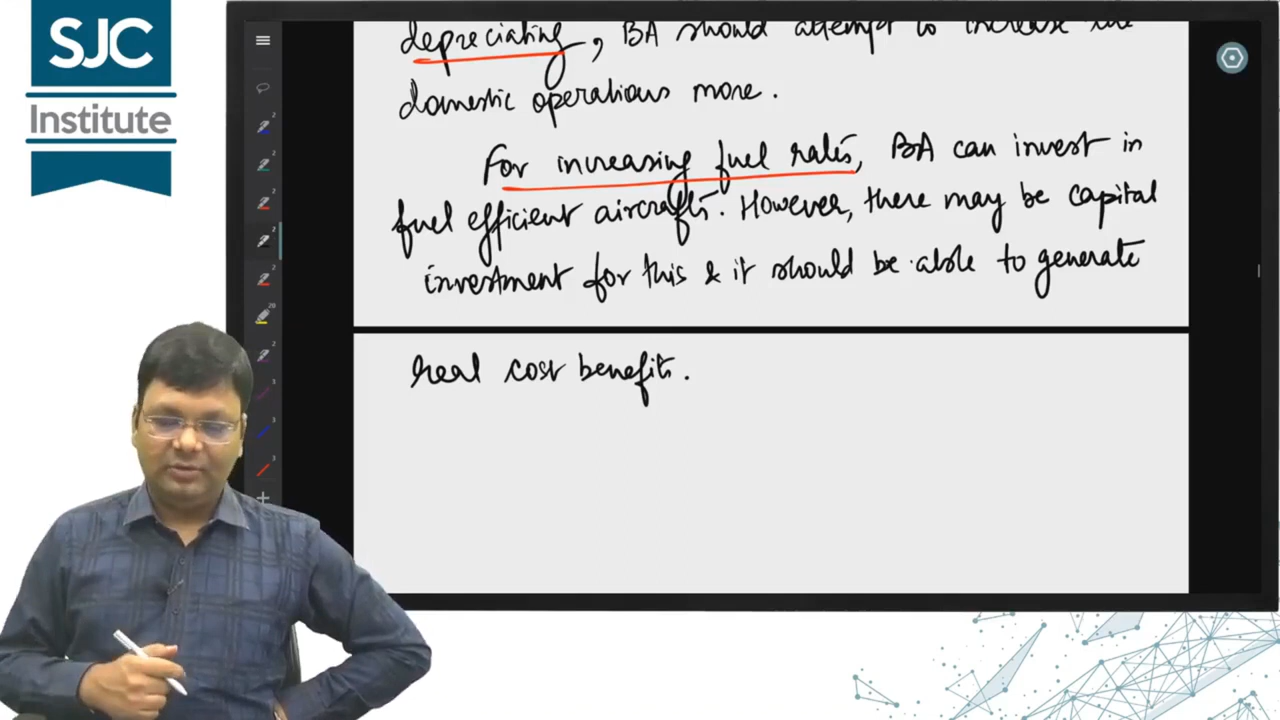 SJC
Institute
depreciating, BA should attempt to increase the
domestic operations more.
For increasing fuel rates, BA can invest in
fuel efficient aircrafts. However, there may be capital
investment for this & it should be able to generate
real cost benefits.